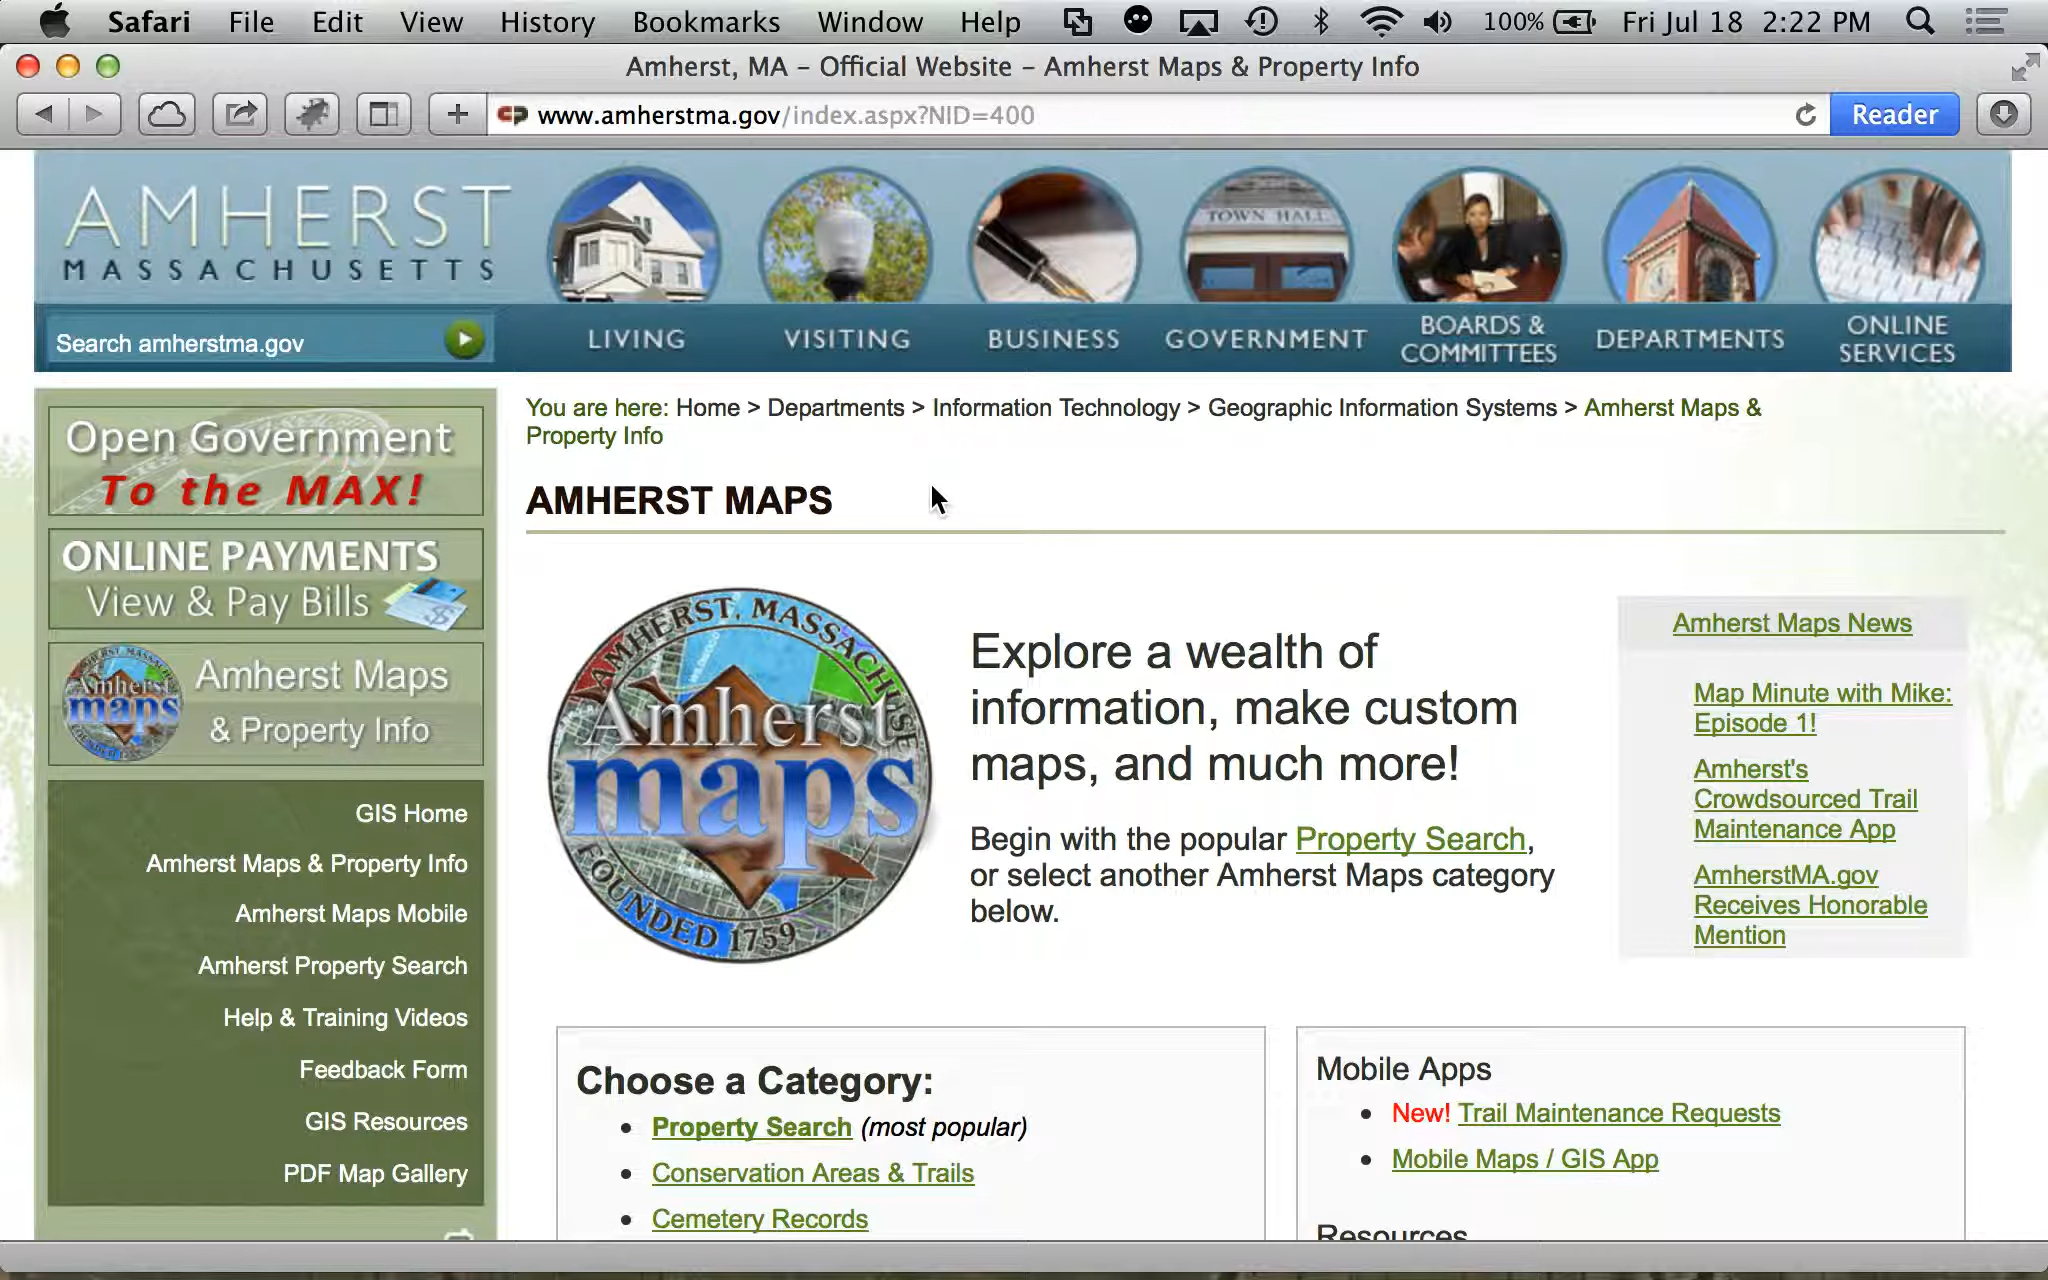 Safari File Edit View History Bookmarks Window Help 100% Fri Jul 18 2:22 PM
Amherst, MA – Official Website – Amherst Maps & Property Info
www.amherstma.gov/index.aspx?NID=400
Reader
AMHERST
MASSACHUSETTS
TOWN HALL
Search amherstma.gov
LIVING
VISITING
BUSINESS
GOVERNMENT
BOARDS &
COMMITTEES
DEPARTMENTS
ONLINE
SERVICES
Open Government
To the MAX!
ONLINE PAYMENTS
View & Pay Bills
Amherst
maps
Amherst Maps
& Property Info
GIS Home
Amherst Maps & Property Info
Amherst Maps Mobile
Amherst Property Search
Help & Training Videos
Feedback Form
GIS Resources
PDF Map Gallery
You are here: Home > Departments > Information Technology > Geographic Information Systems > Amherst Maps &
Property Info
AMHERST MAPS
AMHERST, MASSACHUSE
Amherst
maps
FOUNDED 1759
Explore a wealth of
information, make custom
maps, and much more!
Begin with the popular Property Search,
or select another Amherst Maps category
below.
Amherst Maps News
Map Minute with Mike:
Episode 1!
Amherst's
Crowdsourced Trail
Maintenance App
AmherstMA.gov
Receives Honorable
Mention
Choose a Category:
• Property Search (most popular)
• Conservation Areas & Trails
• Cemetery Records
Mobile Apps
• New! Trail Maintenance Requests
• Mobile Maps / GIS App
Resources